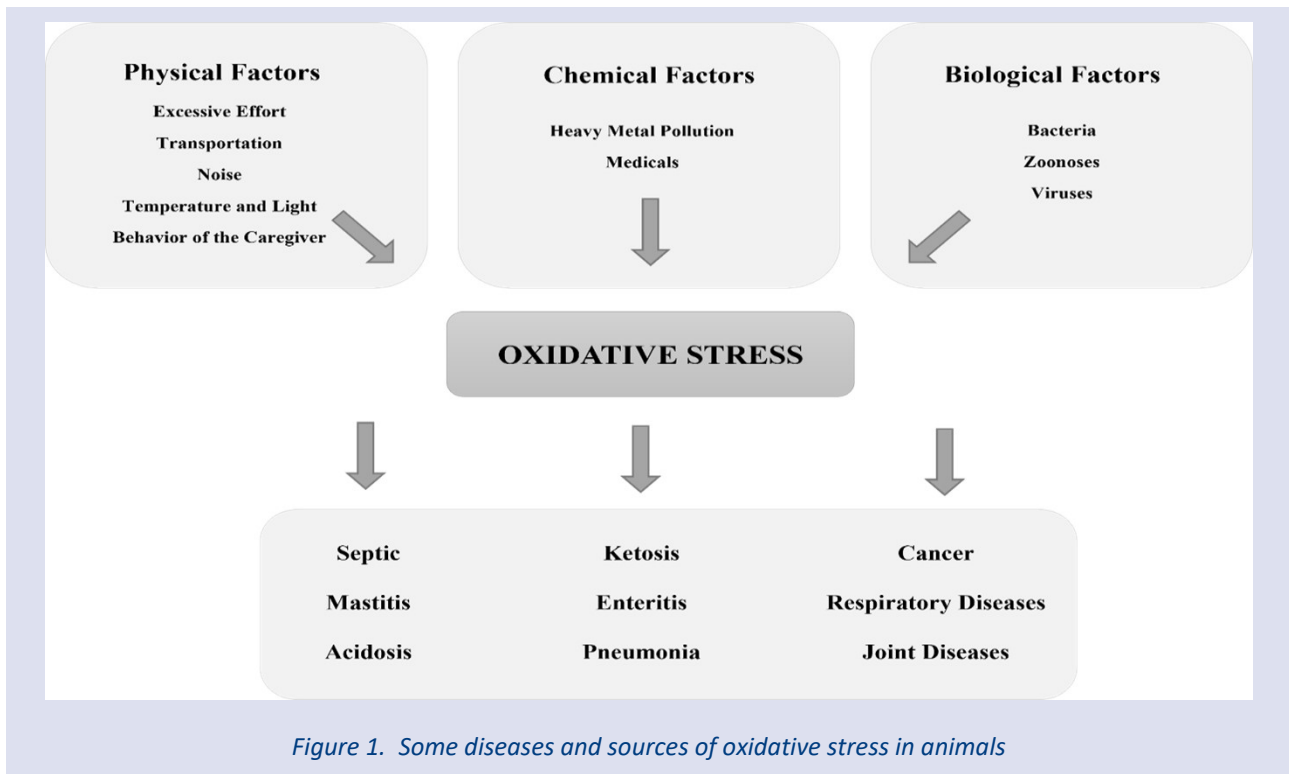 Physical Factors
Excessive Effort
Transportation
Noise
Temperature and Light
Behavior of the Caregiver
Chemical Factors
Heavy Metal Pollution
Medicals
Biological Factors
Bacteria
Zoonoses
Viruses
OXIDATIVE STRESS
Septic
Mastitis
Acidosis
Ketosis
Enteritis
Pneumonia
Cancer
Respiratory Diseases
Joint Diseases
Figure 1. Some diseases and sources of oxidative stress in animals